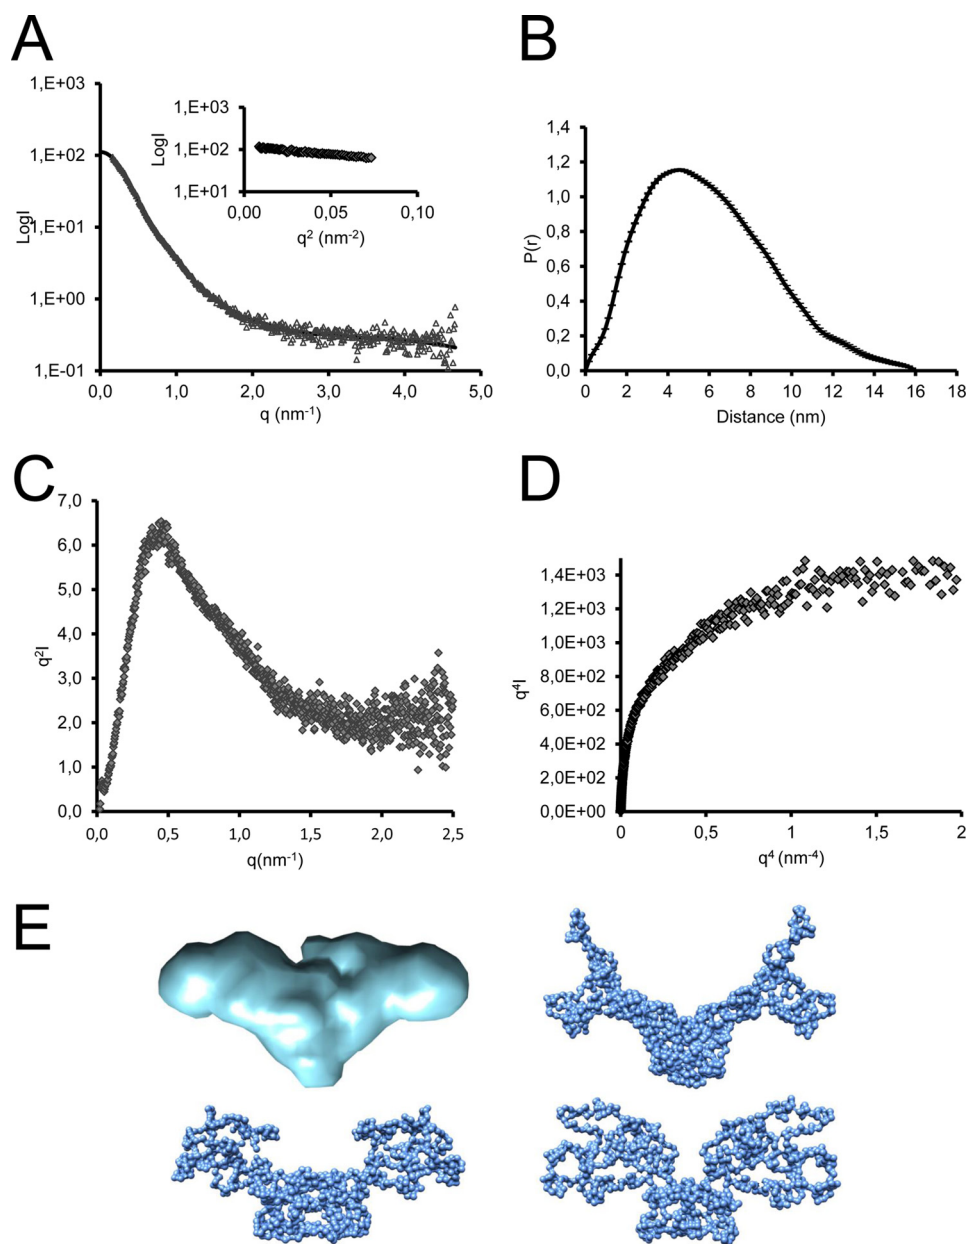 A
1,E+03
1,E+02
1,E+01
1,E+00
1,E-01
LogI
0,0 1,0 2,0 3,0 4,0 5,0
q (nm-1)
1,E+03
1,E+02
1,E+01
LogI
0,00 0,05 0,10
q2 (nm-2)
B
1,4
1,2
1,0
0,8
0,6
0,4
0,2
0,0
P(r)
0 2 4 6 8 10 12 14 16 18
Distance (nm)
C
7,0
6,0
5,0
4,0
3,0
2,0
1,0
0,0
q2I
0,0 0,5 1,0 1,5 2,0 2,5
q(nm-1)
D
1,4E+03
1,2E+03
1,0E+03
8,0E+02
6,0E+02
4,0E+02
2,0E+02
0,0E+00
q4I
0 0,5 1 1,5 2
q4 (nm-4)
E